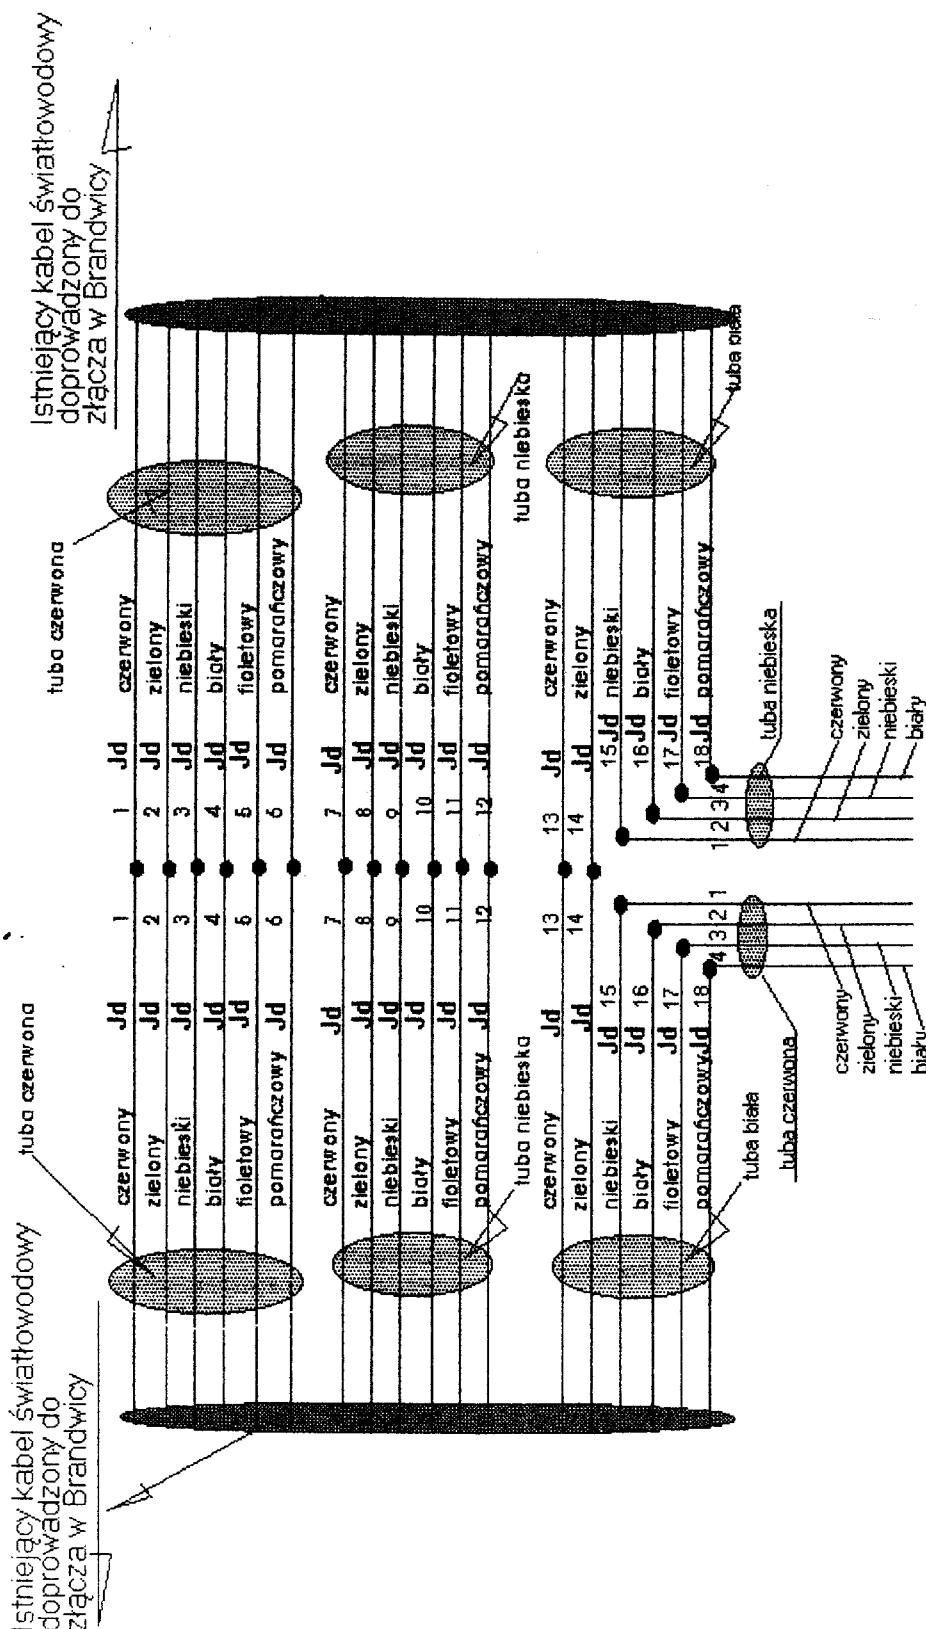 Istniejący kabel światłowodowy
doprowadzony do
złącza w Brandwicy
Istniejący kabel światłowodowy
doprowadzony do
złącza w Brandwicy
tuba czerwona
tuba czerwona
czerwony Jd 1 1 Jd czerwony
zielony Jd 2 2 Jd zielony
niebieski Jd 3 3 Jd niebieski
biały Jd 4 4 Jd biały
fioletowy Jd 5 5 Jd fioletowy
pomarańczowy Jd 6 6 Jd pomarańczowy
czerwony Jd 7 7 Jd czerwony
zielony Jd 8 8 Jd zielony
niebieski Jd 9 9 Jd niebieski
biały Jd 10 10 Jd biały
fioletowy Jd 11 11 Jd fioletowy
pomarańczowy Jd 12 12 Jd pomarańczowy
tuba niebieska
tuba niebieska
czerwony Jd 13 13 Jd czerwony
zielony Jd 14 14 Jd zielony
niebieski Jd 15 15 Jd niebieski
biały Jd 16 16 Jd biały
fioletowy Jd 17 17 Jd fioletowy
pomarańczowy Jd 18 18 Jd pomarańczowy
4 3 2 1 1 2 3 4
tuba biała
tuba biała
tuba czerwona
tuba niebieska
czerwony
zielony
niebieski
biały
czerwony
zielony
niebieski
biały